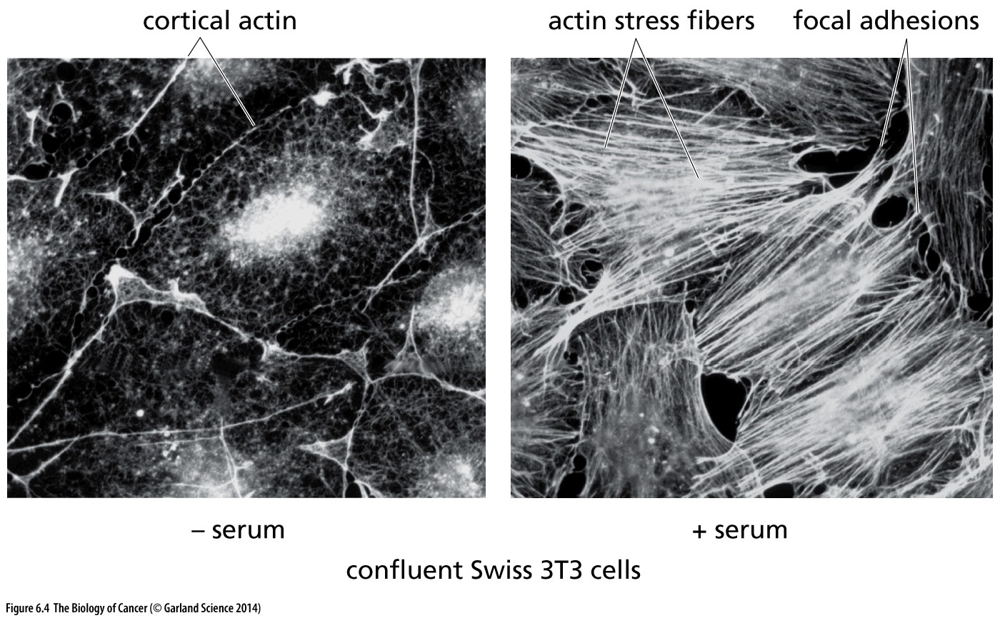 cortical actin
actin stress fibers
focal adhesions
– serum
+ serum
confluent Swiss 3T3 cells
Figure 6.4 The Biology of Cancer (© Garland Science 2014)